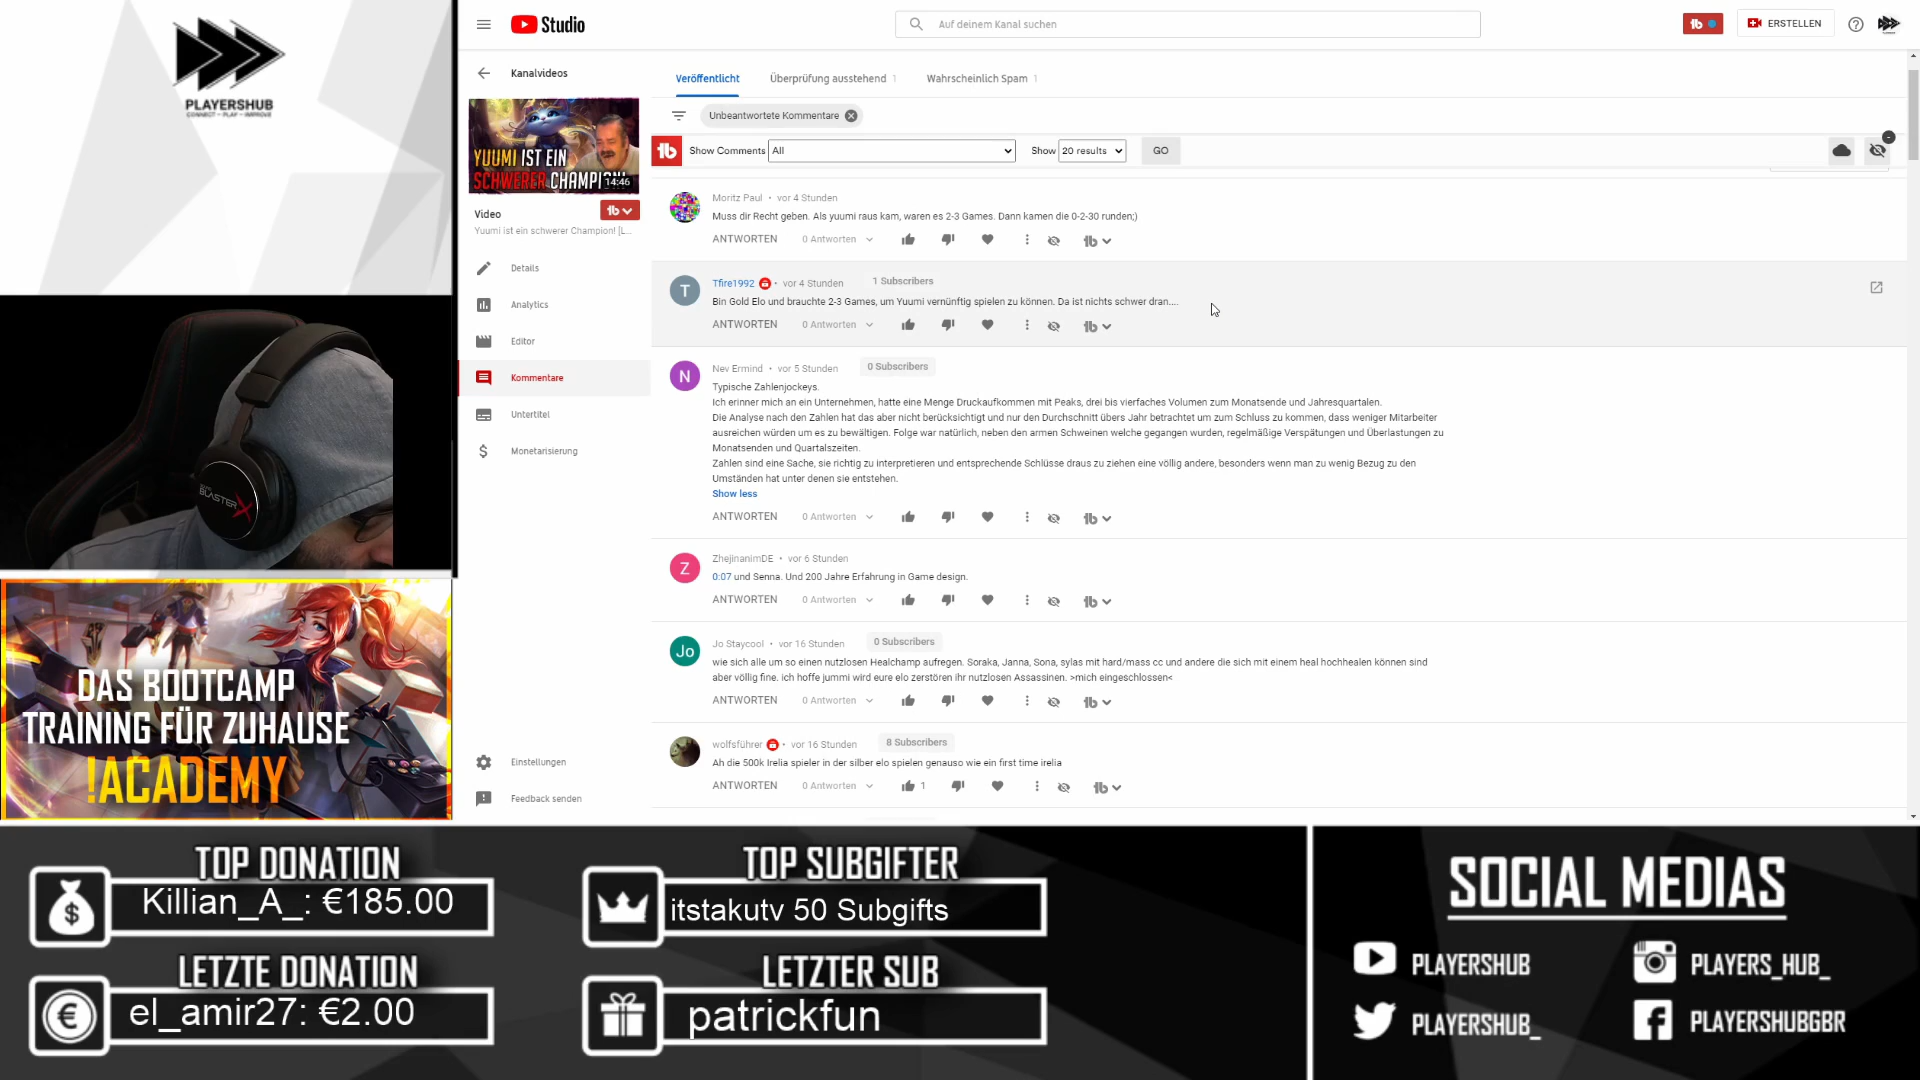 PLAYERSHUB
CONNECT - PLAY - IMPROVE
Studio
Auf deinem Kanal suchen
ERSTELLEN
Kanalvideos
YUUMI IST EIN
SCHWERER CHAMPION!
14:46
Video
Yuumi ist ein schwerer Champion! [L...
Details
Analytics
Editor
Kommentare
Untertitel
Monetarisierung
Einstellungen
Feedback senden
Veröffentlicht
Überprüfung ausstehend 1
Wahrscheinlich Spam 1
Unbeantwortete Kommentare
Show Comments All
Show 20 results
GO
Moritz Paul • vor 4 Stunden
Muss dir Recht geben. Als yuumi raus kam, waren es 2-3 Games. Dann kamen die 0-2-30 runden;)
ANTWORTEN 0 Antworten
T
Tfire1992 • vor 4 Stunden 1 Subscribers
Bin Gold Elo und brauchte 2-3 Games, um Yuumi vernünftig spielen zu können. Da ist nichts schwer dran....
ANTWORTEN 0 Antworten
N
Nev Ermind • vor 5 Stunden 0 Subscribers
Typische Zahlenjockeys.
Ich erinner mich an ein Unternehmen, hatte eine Menge Druckaufkommen mit Peaks, drei bis vierfaches Volumen zum Monatsende und Jahresquartalen.
Die Analyse nach den Zahlen hat das aber nicht berücksichtigt und nur den Durchschnitt übers Jahr betrachtet um zum Schluss zu kommen, dass weniger Mitarbeiter
ausreichen würden um es zu bewältigen. Folge war natürlich, neben den armen Schweinen welche gegangen wurden, regelmäßige Verspätungen und Überlastungen zu
Monatsenden und Quartalszeiten.
Zahlen sind eine Sache, sie richtig zu interpretieren und entsprechende Schlüsse draus zu ziehen eine völlig andere, besonders wenn man zu wenig Bezug zu den
Umständen hat unter denen sie entstehen.
Show less
ANTWORTEN 0 Antworten
Z
ZhejinanimDE • vor 6 Stunden
0:07 und Senna. Und 200 Jahre Erfahrung in Game design.
ANTWORTEN 0 Antworten
Jo
Jo Staycool • vor 16 Stunden 0 Subscribers
wie sich alle um so einen nutzlosen Healchamp aufregen. Soraka, Janna, Sona, sylas mit hard/mass cc und andere die sich mit einem heal hochhealen können sind
aber völlig fine. ich hoffe jummi wird eure elo zerstören ihr nutzlosen Assassinen. >mich eingeschlossen<
ANTWORTEN 0 Antworten
wolfsführer • vor 16 Stunden 8 Subscribers
Ah die 500k Irelia spieler in der silber elo spielen genauso wie ein first time irelia
ANTWORTEN 0 Antworten 1
BLASTERX
DAS BOOTCAMP
TRAINING FÜR ZUHAUSE
!ACADEMY
TOP DONATION
Killian_A_: €185.00
LETZTE DONATION
el_amir27: €2.00
TOP SUBGIFTER
itstakutv 50 Subgifts
LETZTER SUB
patrickfun
SOCIAL MEDIAS
PLAYERSHUB
PLAYERS_HUB_
PLAYERSHUB_
PLAYERSHUBGBR